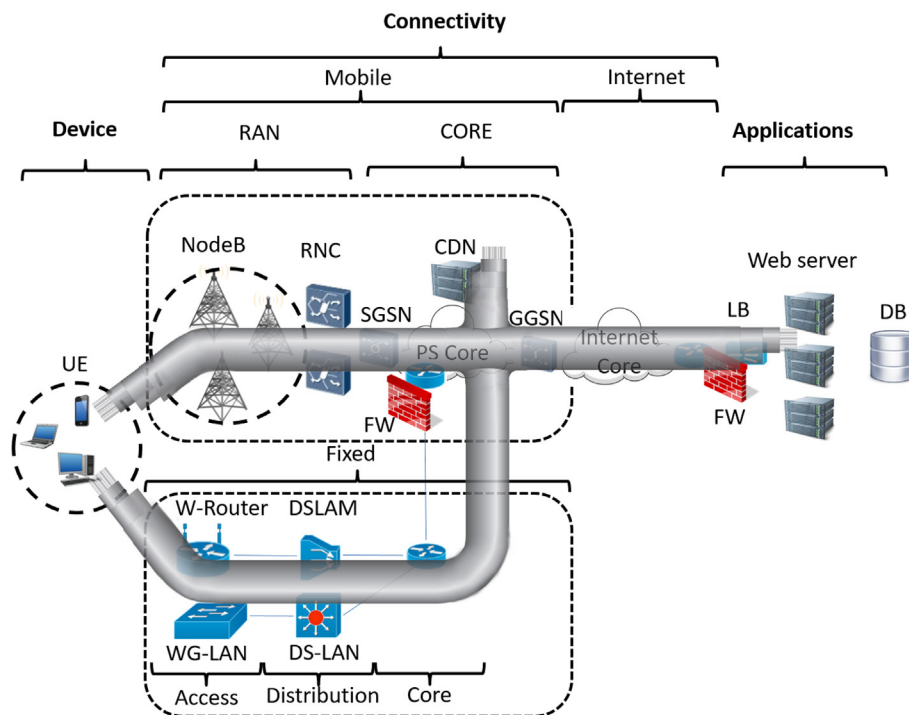 Connectivity
Mobile
Internet
Device
RAN
CORE
Applications
NodeB
RNC
CDN
Web server
SGSN
GGSN
LB
DB
PS Core
Internet
Core
UE
FW
FW
Fixed
W-Router
DSLAM
WG-LAN
DS-LAN
Access
Distribution
Core